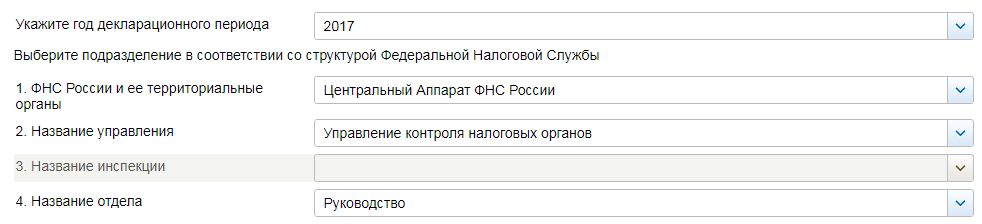 Укажите год декларационного периода
2017
Выберите подразделение в соответствии со структурой Федеральной Налоговой Службы
1. ФНС России и ее территориальные
органы
Центральный Аппарат ФНС России
2. Название управления
Управление контроля налоговых органов
3. Название инспекции
4. Название отдела
Руководство